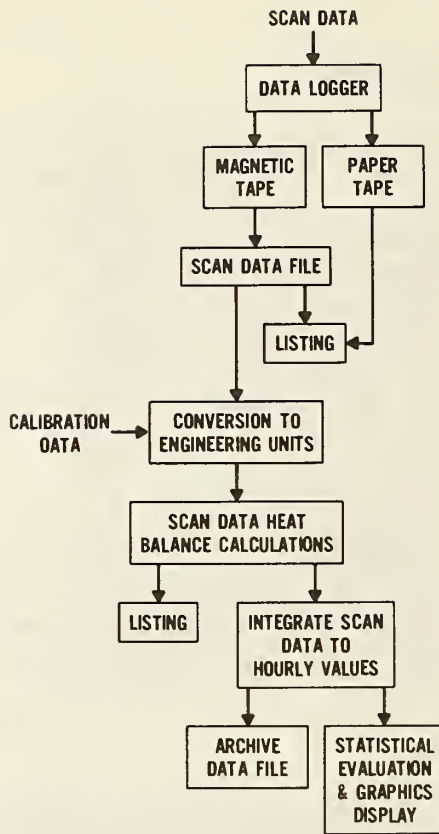 SCAN DATA
DATA LOGGER
MAGNETIC
TAPE
PAPER
TAPE
SCAN DATA FILE
LISTING
CALIBRATION
OATA
CONVERSION TO
ENGINEERING UNITS
SCAN DATA HEAT
BALANCE CALCULATIONS
LISTING
INTEGRATE SCAN
DATA TO
HOURLY VALUES
ARCHIVE
DATA FILE
STATISTICAL
EVALUATION
& GRAPHICS
DISPLAY